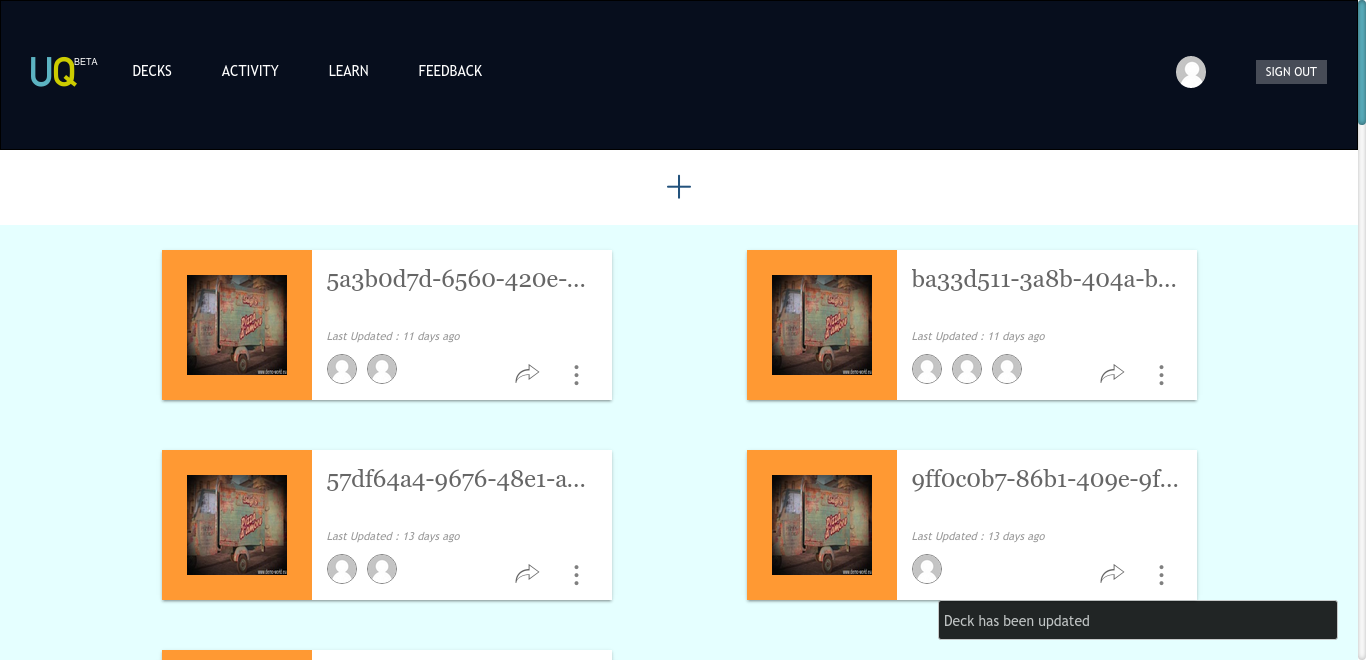 UQ BETA
DECKS
ACTIVITY
LEARN
FEEDBACK
SIGN OUT
5a3b0d7d-6560-420e-...
Last Updated : 11 days ago
ba33d511-3a8b-404a-b...
Last Updated : 11 days ago
57df64a4-9676-48e1-a...
Last Updated : 13 days ago
9ff0c0b7-86b1-409e-9f...
Last Updated : 13 days ago
Deck has been updated